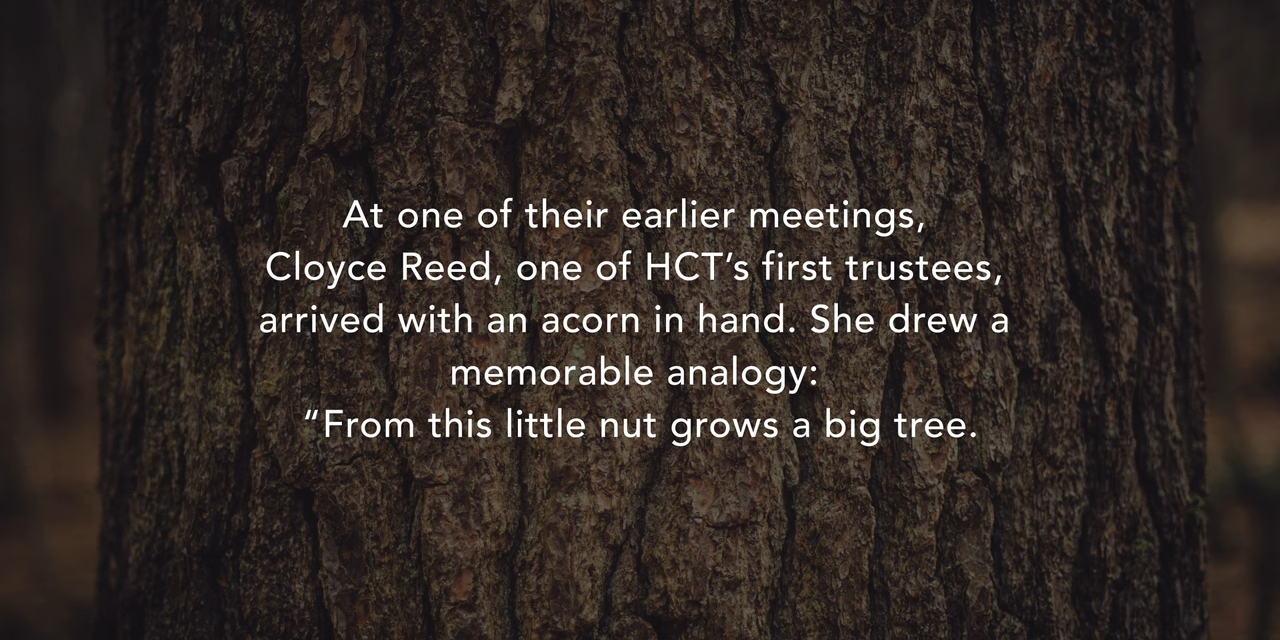 At one of their earlier meetings,
Cloyce Reed, one of HCT’s first trustees,
arrived with an acorn in hand. She drew a
memorable analogy:
“From this little nut grows a big tree.